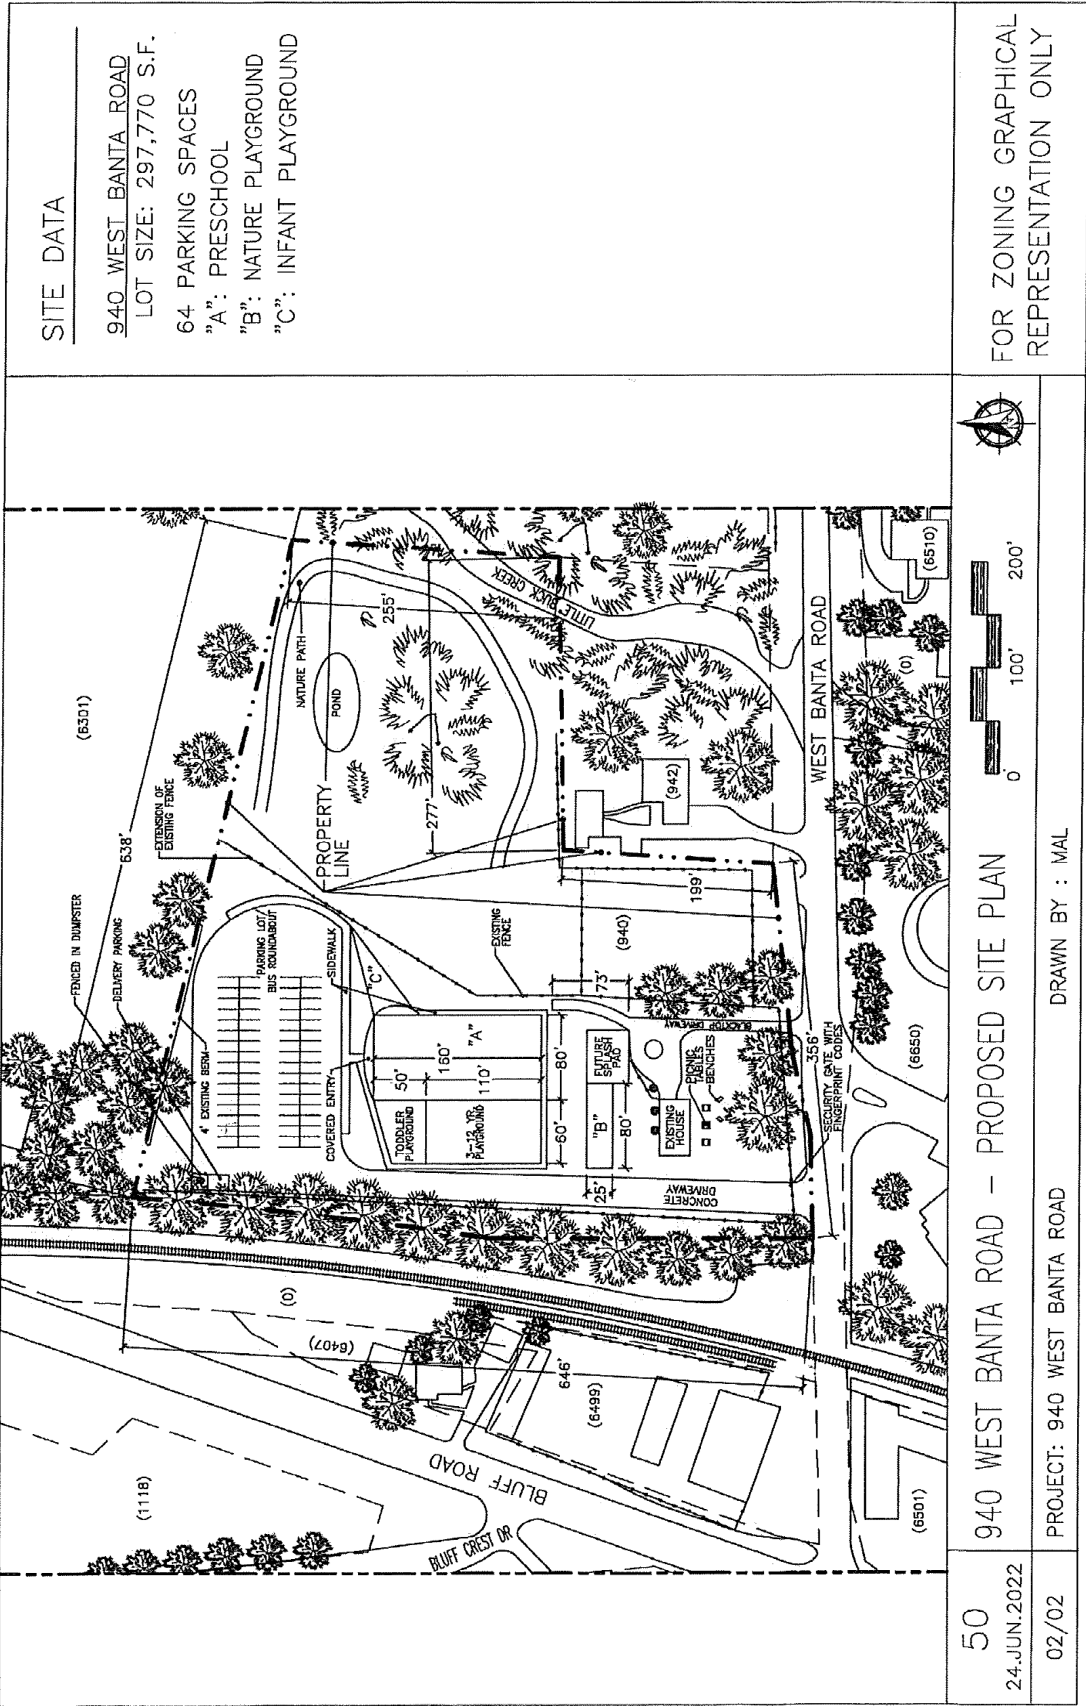 SITE DATA
940 WEST BANTA ROAD
LOT SIZE: 297,770 S.F.
64 PARKING SPACES
"A": PRESCHOOL
"B": NATURE PLAYGROUND
"C": INFANT PLAYGROUND
FOR ZONING GRAPHICAL
REPRESENTATION ONLY
(6301)
638'
FENCED IN DUMPSTER
DELIVERY PARKING
EXTENSION OF
EXISTING FENCE
4' EXISTING BERM
PARKING LOT/
BUS ROUNDABOUT
SIDEWALK
COVERED ENTRY
PROPERTY
LINE
NATURE PATH
POND
255'
277'
LITTLE BUCK CREEK
"C"
TODDLER
PLAYGROUND
3-12 YR.
PLAYGROUND
50'
160'
110'
"A"
80'
60'
EXISTING
FENCE
(940)
199'
(942)
73'
FUTURE
SPLASH
PAD
"B"
25'
80'
EXISTING
HOUSE
PICNIC
TABLES
BENCHES
BLACKTOP DRIVEWAY
CONCRETE
DRIVEWAY
356'
SECURITY GATE WITH
FINGERPRINT CODES
WEST BANTA ROAD
(0)
(6510)
(6650)
(0)
(6407)
646'
(6499)
(1118)
BLUFF ROAD
BLUFF CREST DR
(6501)
50
24.JUN.2022
02/02
940 WEST BANTA ROAD - PROPOSED SITE PLAN
0'
100'
200'
PROJECT: 940 WEST BANTA ROAD
DRAWN BY : MAL